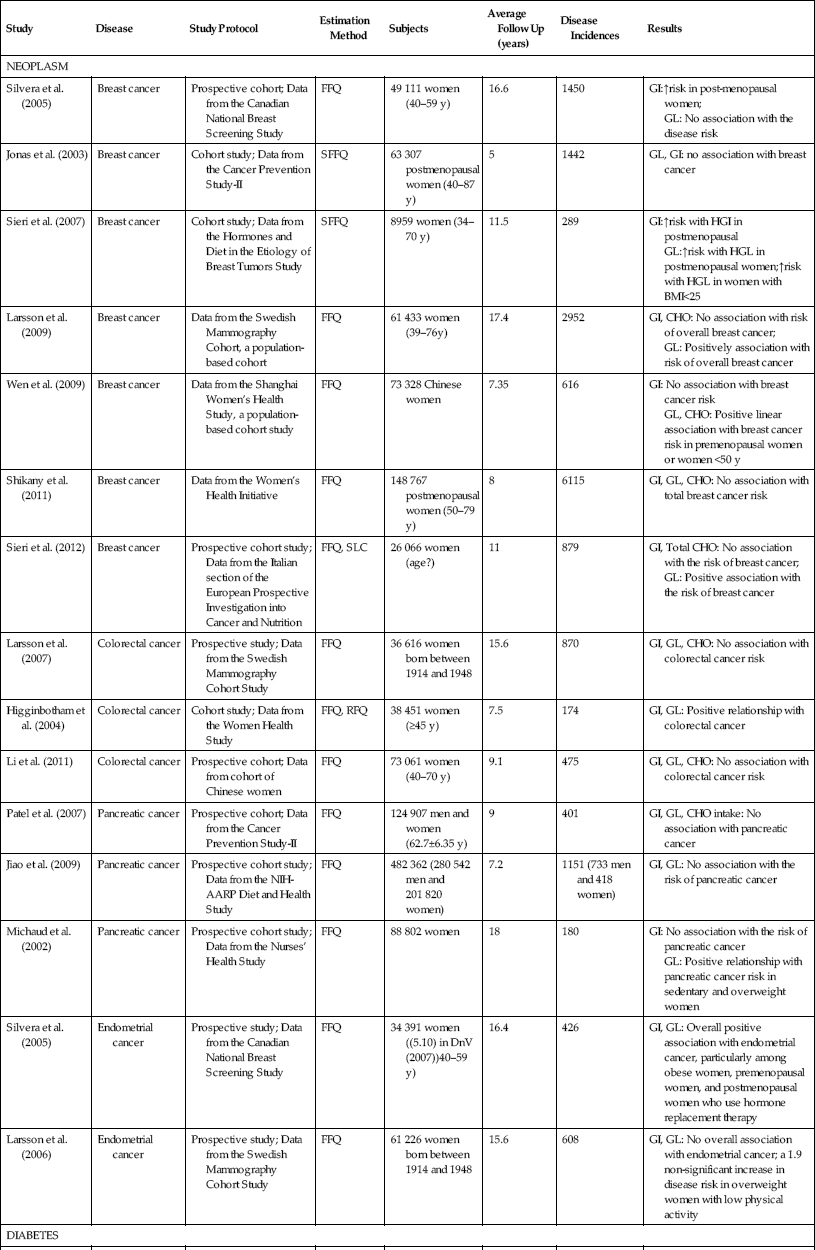 Study Disease Study Protocol Estimation Method Subjects Average Follow Up (years) Disease Incidences Results
NEOPLASM
Silvera et al. (2005)
Breast cancer
Prospective cohort; Data
from the Canadian
National Breast
Screening Study
FFQ
49 111 women
(40–59 y)
16.6
1450
GI:↑risk in post-menopausal
women;
GL: No association with the
disease risk
Jonas et al. (2003)
Breast cancer
Cohort study; Data from
the Cancer Prevention
Study-II
SFFQ
63 307
postmenopausal
women (40–87
y)
5
1442
GL, GI: no association with breast
cancer
Sieri et al. (2007)
Breast cancer
Cohort study; Data from
the Hormones and
Diet in the Etiology of
Breast Tumors Study
SFFQ
8959 women (34–
70 y)
11.5
289
GI:↑risk with HGI in
postmenopausal
GL:↑risk with HGL in
postmenopausal women;↑risk
with HGL in women with
BMI<25
Larsson et al.
(2009)
Breast cancer
Data from the Swedish
Mammography
Cohort, a population-
based cohort
FFQ
61 433 women
(39–76y)
17.4
2952
GI, CHO: No association with risk
of overall breast cancer;
GL: Positively association with
risk of overall breast cancer
Wen et al. (2009)
Breast cancer
Data from the Shanghai
Women's Health
Study, a population-
based cohort study
FFQ
73 328 Chinese
women
7.35
616
GI: No association with breast
cancer risk
GL, CHO: Positive linear
association with breast cancer
risk in premenopausal women
or women <50 y
Shikany et al.
(2011)
Breast cancer
Data from the Women's
Health Initiative
FFQ
148 767
postmenopausal
women (50–79
y)
8
6115
GI, GL, CHO: No association with
total breast cancer risk
Sieri et al. (2012)
Breast cancer
Prospective cohort study;
Data from the Italian
section of the
European Prospective
Investigation into
Cancer and Nutrition
FFQ, SLC
26 066 women
(age?)
11
879
GI, Total CHO: No association
with the risk of breast cancer;
GL: Positive association with
the risk of breast cancer
Larsson et al.
(2007)
Colorectal cancer
Prospective study; Data
from the Swedish
Mammography
Cohort Study
FFQ
36 616 women
born between
1914 and 1948
15.6
870
GI, GL, CHO: No association with
colorectal cancer risk
Higginbotham et
al. (2004)
Colorectal cancer
Cohort study; Data from
the Women Health
Study
FFQ, RFQ
38 451 women
(≥45 y)
7.5
174
GI, GL: Positive relationship with
colorectal cancer
Li et al. (2011)
Colorectal cancer
Prospective cohort; Data
from cohort of
Chinese women
FFQ
73 061 women
(40–70 y)
9.1
475
GI, GL, CHO: No association with
colorectal cancer risk
Patel et al. (2007)
Pancreatic cancer
Prospective cohort; Data
from the Cancer
Prevention Study-II
FFQ
124 907 men and
women
(62.7±6.35 y)
9
401
GI, GL, CHO intake: No
association with pancreatic
cancer
Jiao et al. (2009)
Pancreatic cancer
Prospective cohort study;
Data from the NIH-
AARP Diet and Health
Study
FFQ
482 362 (280 542
men and
201 820
women)
7.2
1151 (733 men
and 418
women)
GI, GL: No association with the
risk of pancreatic cancer
Michaud et al.
(2002)
Pancreatic cancer
Prospective cohort study;
Data from the Nurses'
Health Study
FFQ
88 802 women
18
180
GI: No association with the risk of
pancreatic cancer
GL: Positive relationship with
pancreatic cancer risk in
sedentary and overweight
women
Silvera et al.
(2005)
Endometrial
cancer
Prospective study; Data
from the Canadian
National Breast
Screening Study
FFQ
34 391 women
((5.10) in DnV
(2007))40–59
y)
16.4
426
GI, GL: Overall positive
association with endometrial
cancer, particularly among
obese women, premenopausal
women, and postmenopausal
women who use hormone
replacement therapy
Larsson et al.
(2006)
Endometrial
cancer
Prospective study; Data
from the Swedish
Mammography
Cohort Study
FFQ
61 226 women
born between
1914 and 1948
15.6
608
GI, GL: No overall association
with endometrial cancer; a 1.9
non-significant increase in
disease risk in overweight
women with low physical
activity
DIABETES